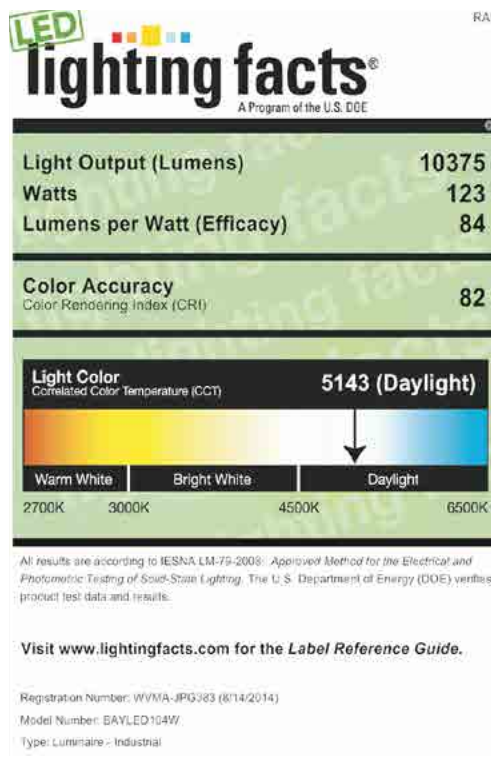 LED
RA
lighting facts®
A Program of the U.S. DOE
Light Output (Lumens) 10375
Watts 123
Lumens per Watt (Efficacy) 84
Color Accuracy
Color Rendering Index (CRI) 82
Light Color
Correlated Color Temperature (CCT) 5143 (Daylight)
Warm White Bright White Daylight
2700K 3000K 4500K 6500K
All results are according to IESNA LM-79-2008: Approved Method for the Electrical and
Photometric Testing of Solid-State Lighting. The U.S. Department of Energy (DOE) verifies
product test data and results.
Visit www.lightingfacts.com for the Label Reference Guide.
Registration Number: WVMA-JPG383 (8/14/2014)
Model Number: BAYLED104W
Type: Luminaire - Industrial